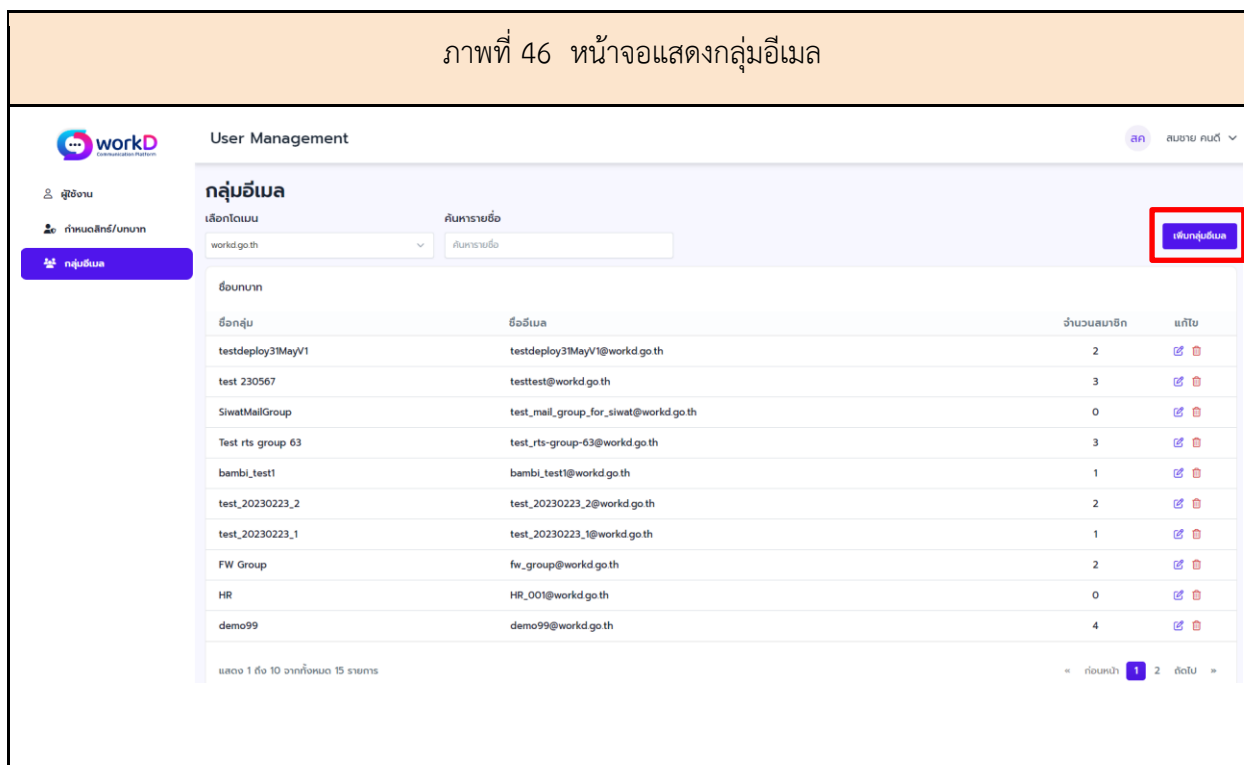 ภาพที่ 46 หน้าจอแสดงกลุ่มอีเมล
workD
Communication Platform
User Management
สค สมชาย คนดี
ผู้ใช้งาน
กำหนดสิทธิ์/บทบาท
กลุ่มอีเมล
กลุ่มอีเมล
เลือกโดเมน ค้นหารายชื่อ
workd.go.th ค้นหารายชื่อ
เพิ่มกลุ่มอีเมล
ชื่อบทบาท
ชื่อกลุ่ม ชื่ออีเมล จำนวนสมาชิก แก้ไข
testdeploy31MayV1 testdeploy31MayV1@workd.go.th 2
test 230567 testtest@workd.go.th 3
SiwatMailGroup test_mail_group_for_siwat@workd.go.th 0
Test rts group 63 test_rts-group-63@workd.go.th 3
bambi_test1 bambi_test1@workd.go.th 1
test_20230223_2 test_20230223_2@workd.go.th 2
test_20230223_1 test_20230223_1@workd.go.th 1
FW Group fw_group@workd.go.th 2
HR HR_001@workd.go.th 0
demo99 demo99@workd.go.th 4
แสดง 1 ถึง 10 จากทั้งหมด 15 รายการ « ก่อนหน้า 1 2 ถัดไป »